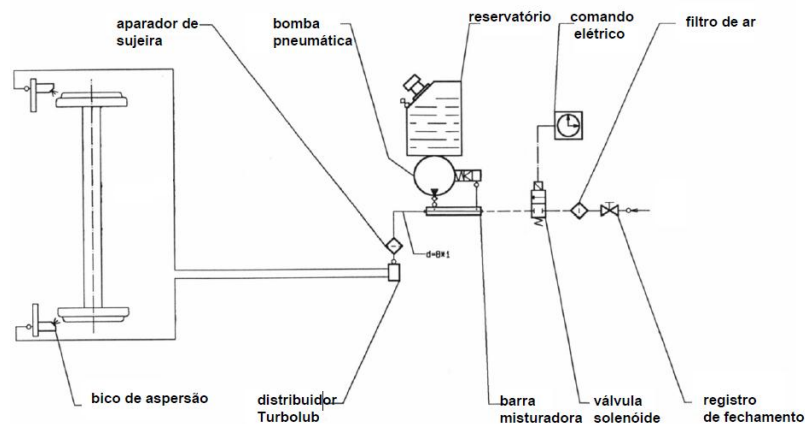 aparador de
sujeira
bomba
pneumática
reservatório
comando
elétrico
filtro de ar
d=8*1
bico de aspersão
distribuidor
Turbolub
barra
misturadora
válvula
solenóide
registro
de fechamento